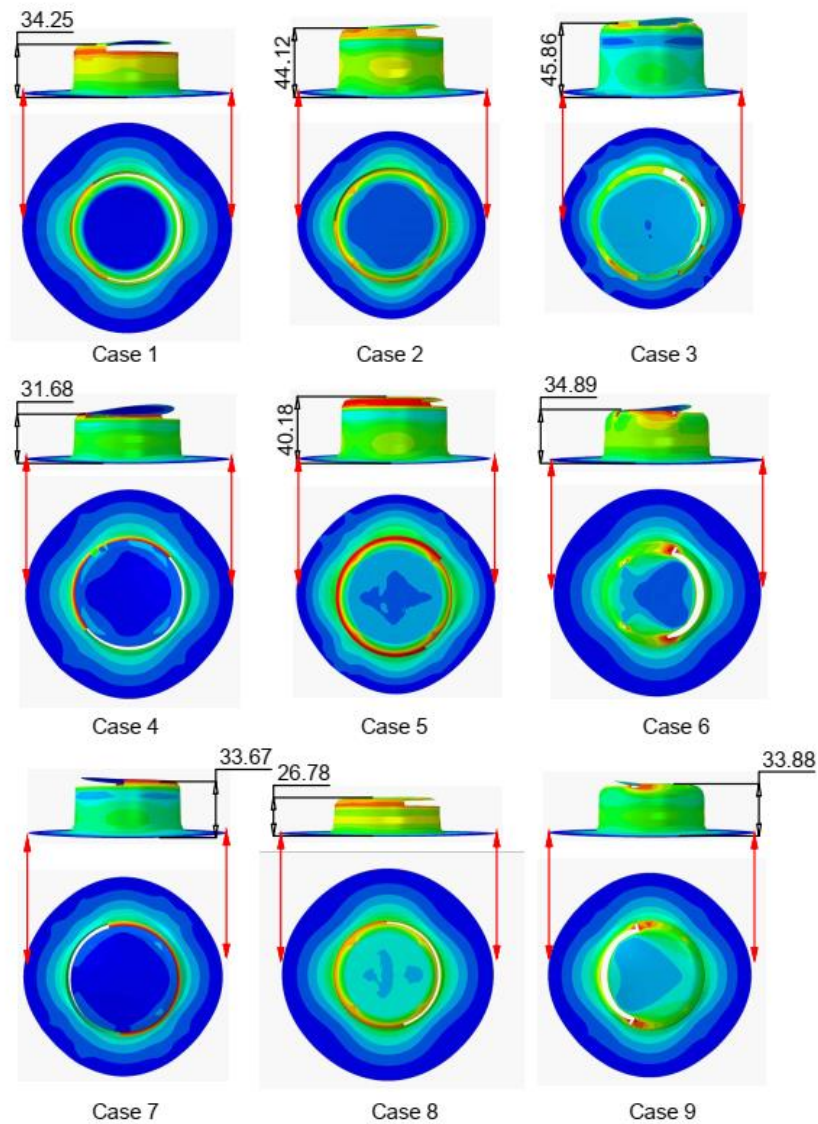 34.25
44.12
45.86
Case 1
Case 2
Case 3
31.68
40.18
34.89
Case 4
Case 5
Case 6
33.67
26.78
33.88
Case 7
Case 8
Case 9